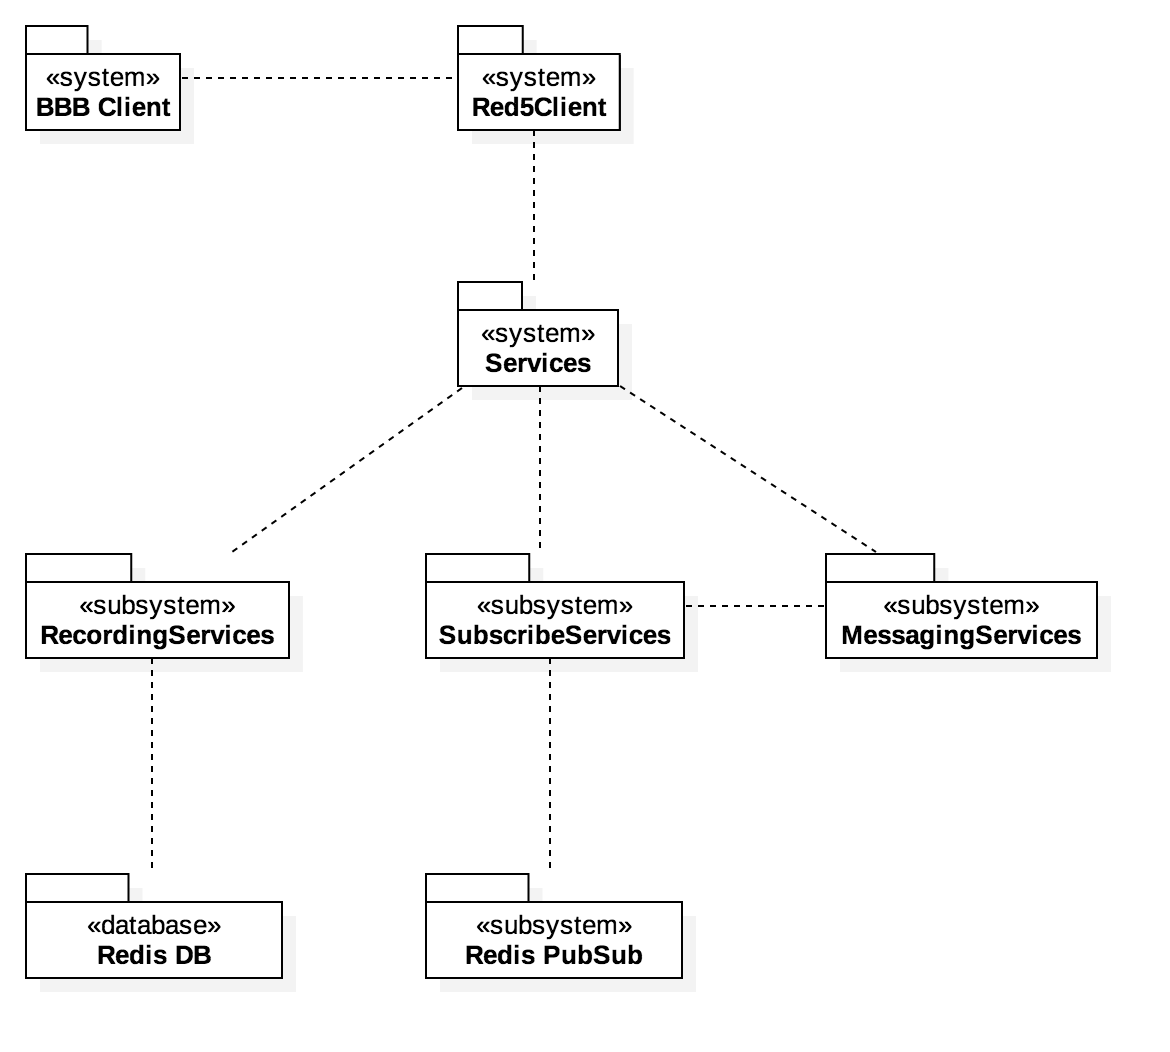 «system»
BBB Client
«system»
Red5Client
«system»
Services
«subsystem»
RecordingServices
«subsystem»
SubscribeServices
«subsystem»
MessagingServices
«database»
Redis DB
«subsystem»
Redis PubSub